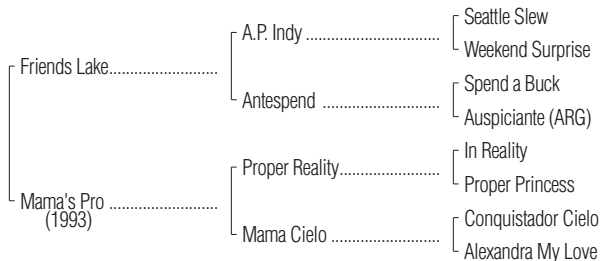 Seattle Slew
A.P. Indy ..................................
Weekend Surprise
Friends Lake...........................
Spend a Buck
Antespend .............................
Auspiciante (ARG)
In Reality
Proper Reality.........................
Proper Princess
Mama's Pro ...........................
(1993)
Conquistador Cielo
Mama Cielo ...........................
Alexandra My Love